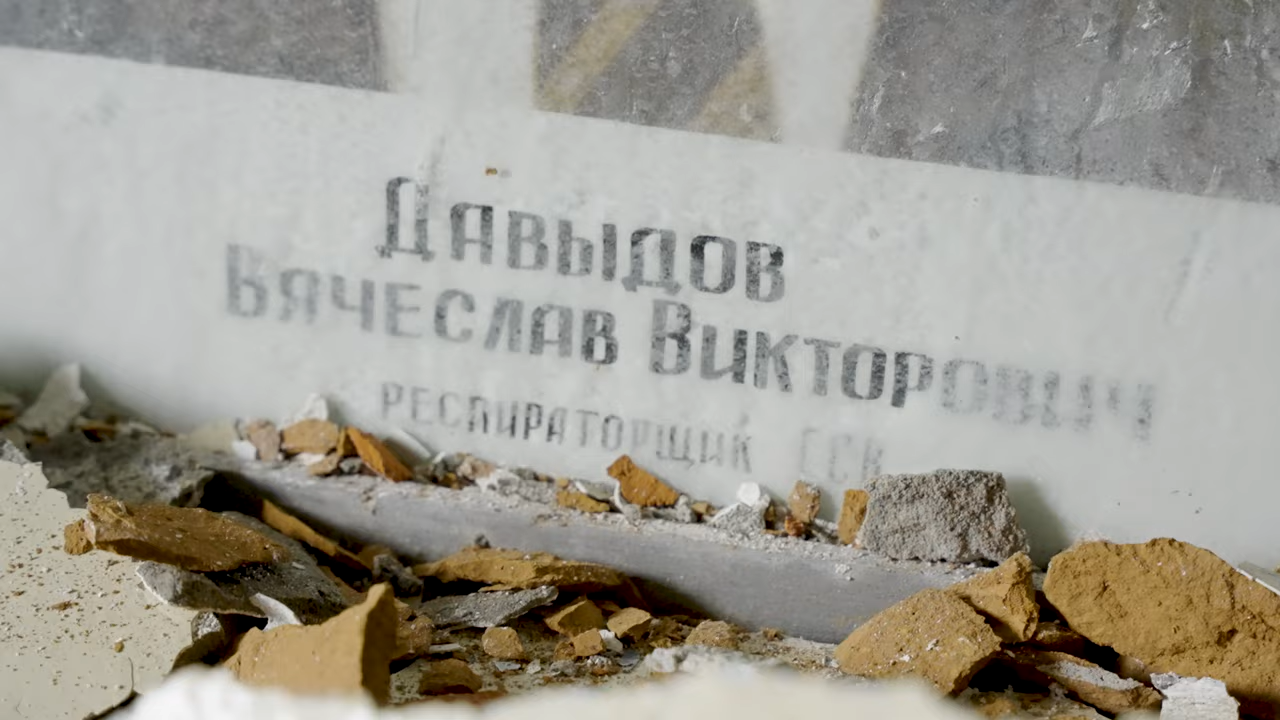 Давыдов
Вячеслав Викторович
респираторщик